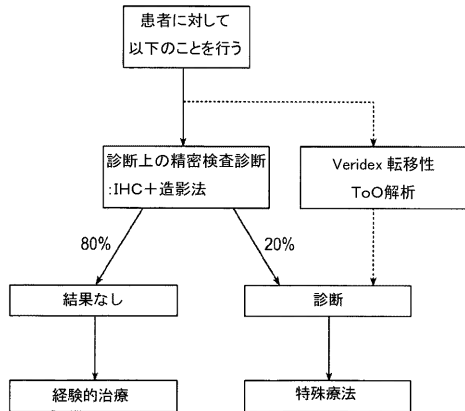 患者に対して
以下のことを行う
診断上の精密検査診断
:IHC+造影法
Veridex 転移性
ToO解析
80%
20%
結果なし
診断
経験的治療
特殊療法